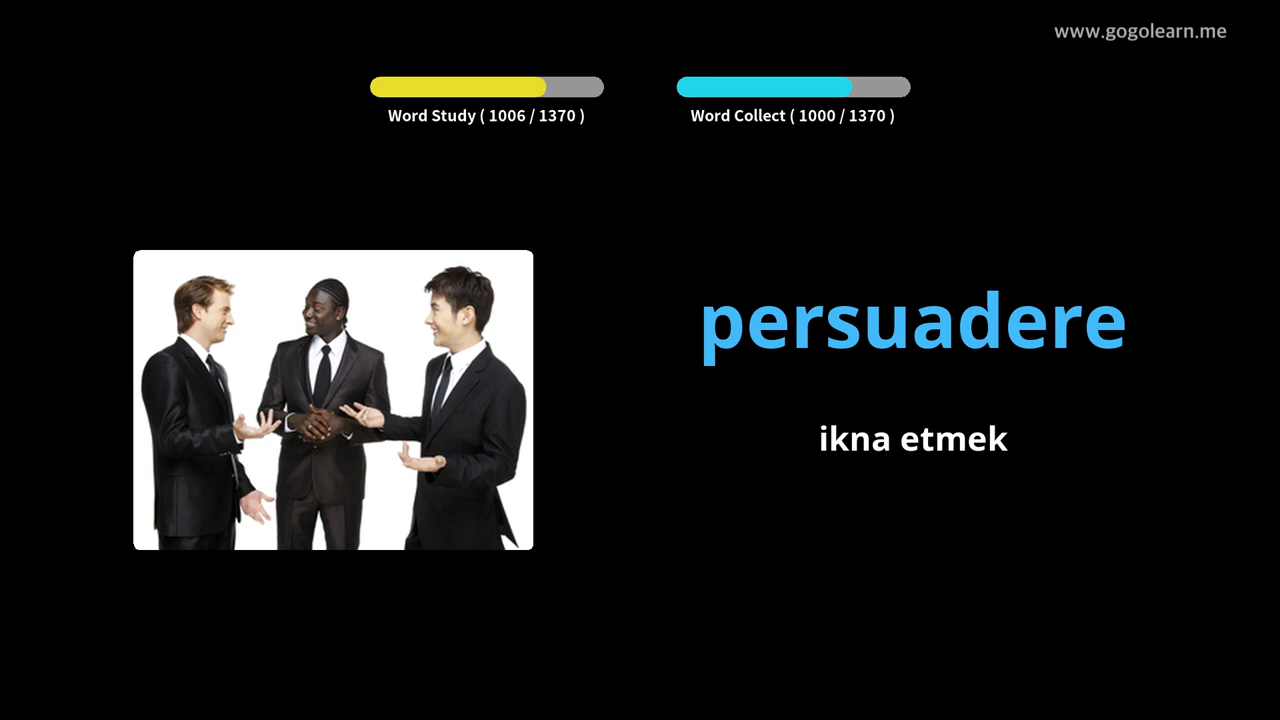 www.gogolearn.me
Word Study ( 1006 / 1370 )
Word Collect ( 1000 / 1370 )
persuadere
ikna etmek